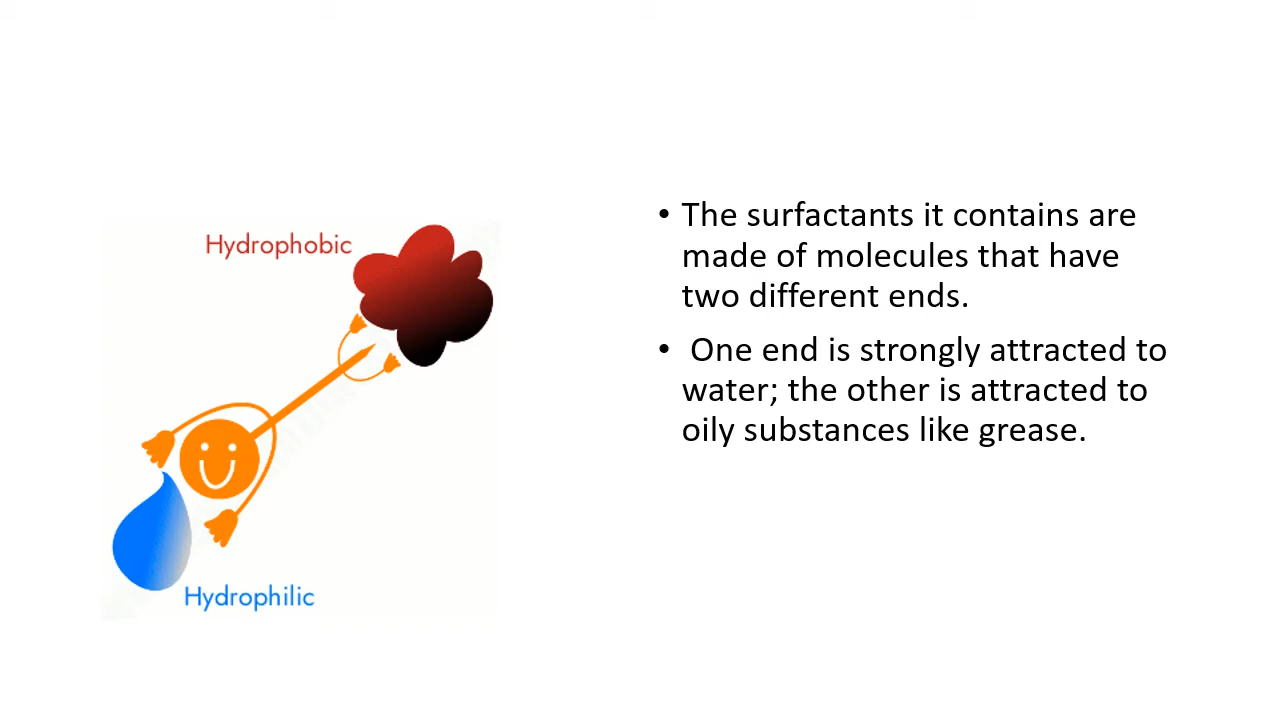 Hydrophobic
Hydrophilic
• The surfactants it contains are
made of molecules that have
two different ends.
• One end is strongly attracted to
water; the other is attracted to
oily substances like grease.